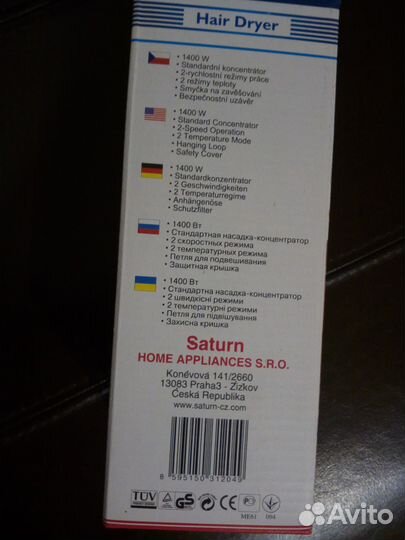 Hair Dryer
• 1400 W
• Standardní koncentrátor
• 2-rychlostní režimy práce
• 2 režimy teploty
• Smyčka na zavěšování
• Bezpečnostní uzávěr
• 1400 W
• Standard Concentrator
• 2-Speed Operation
• 2 Temperature Mode
• Hanging Loop
• Safety Cover
• 1400 W
• Standardkonzentrator
• 2 Geschwindigkeiten
• 2 Temperaturregime
• Anhängenöse
• Schutzfilter
• 1400 Вт
• Стандартная насадка-концентратор
• 2 скоростных режима
• 2 температурных режима
• Петля для подвешивания
• Защитная крышка
• 1400 Вт
• Стандартна насадка-концентратор
• 2 швидкісні режими
• 2 температурні режими
• Петля для підвішування
• Захисна кришка
Saturn
HOME APPLIANCES S.R.O.
Konévová 141/2660
13083 Praha3 - Zizkov
Česká Republika
www.saturn-cz.com
8 595150 312049
TÜV GS CE
ME61 094
Avito